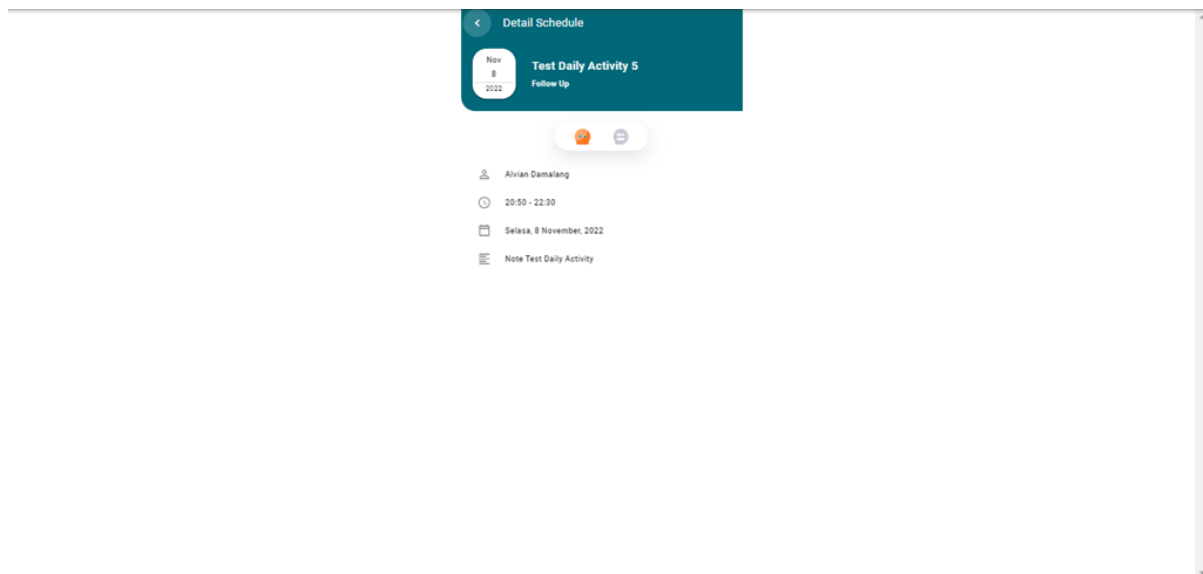 Detail Schedule
Nov
8
2022
Test Daily Activity 5
Follow Up
Alvian Damalang
20:50 - 22:30
Selasa, 8 November, 2022
Note Test Daily Activity